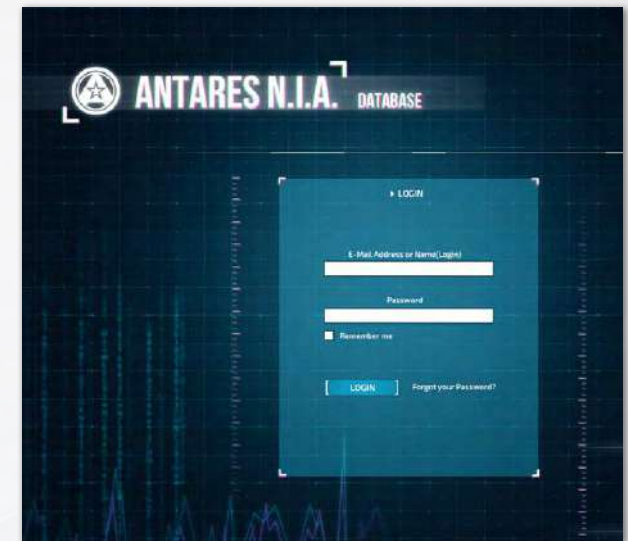 ANTARES N.I.A. DATABASE
LOGIN
E-Mail Address or Name(Login)
Password
Remember me
LOGIN Forgot your Password?